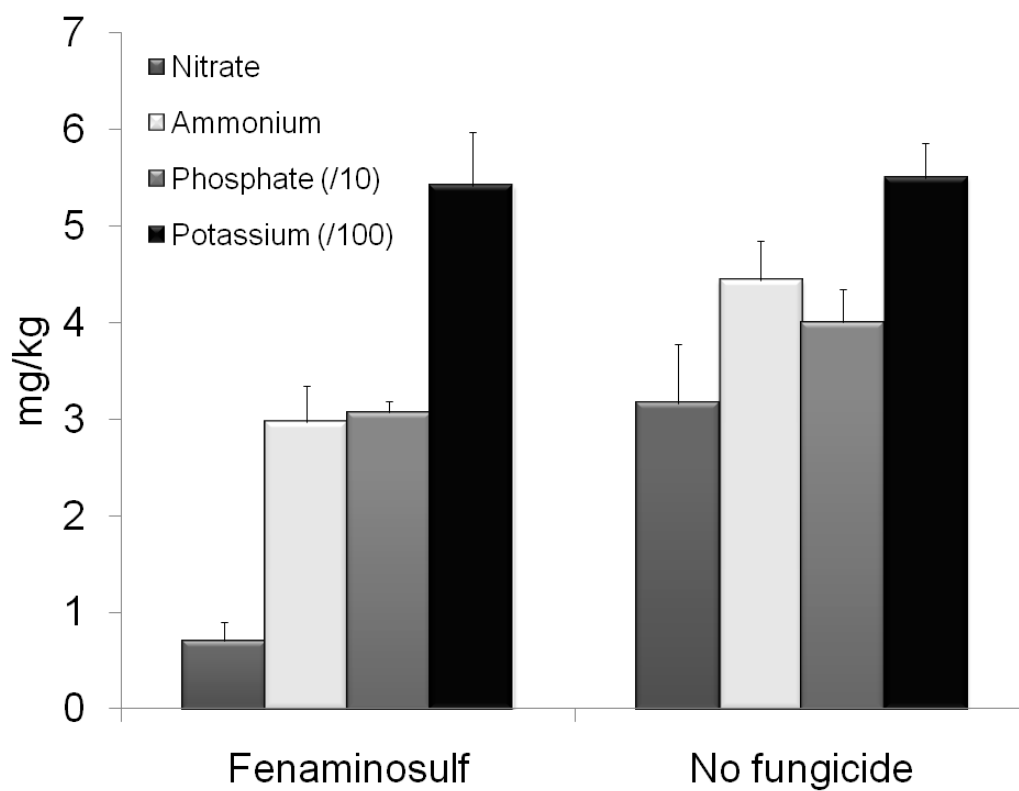 7
6
5
4
3
2
1
0
mg/kg
Nitrate
Ammonium
Phosphate (/10)
Potassium (/100)
Fenaminosulf
No fungicide